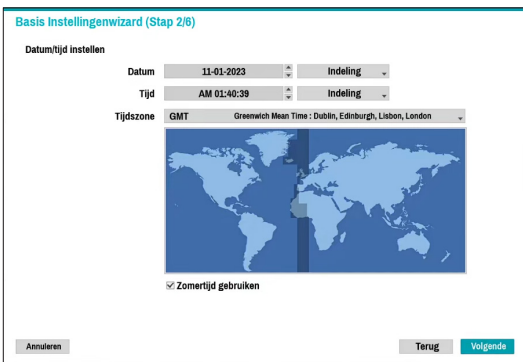 Basis Instellingenwizard (Stap 2/6)
Datum/tijd instellen
Datum 11-01-2023 Indeling
Tijd AM 01:40:39 Indeling
Tijdszone GMT Greenwich Mean Time : Dublin, Edinburgh, Lisbon, London
Zomertijd gebruiken
Annuleren Terug Volgende